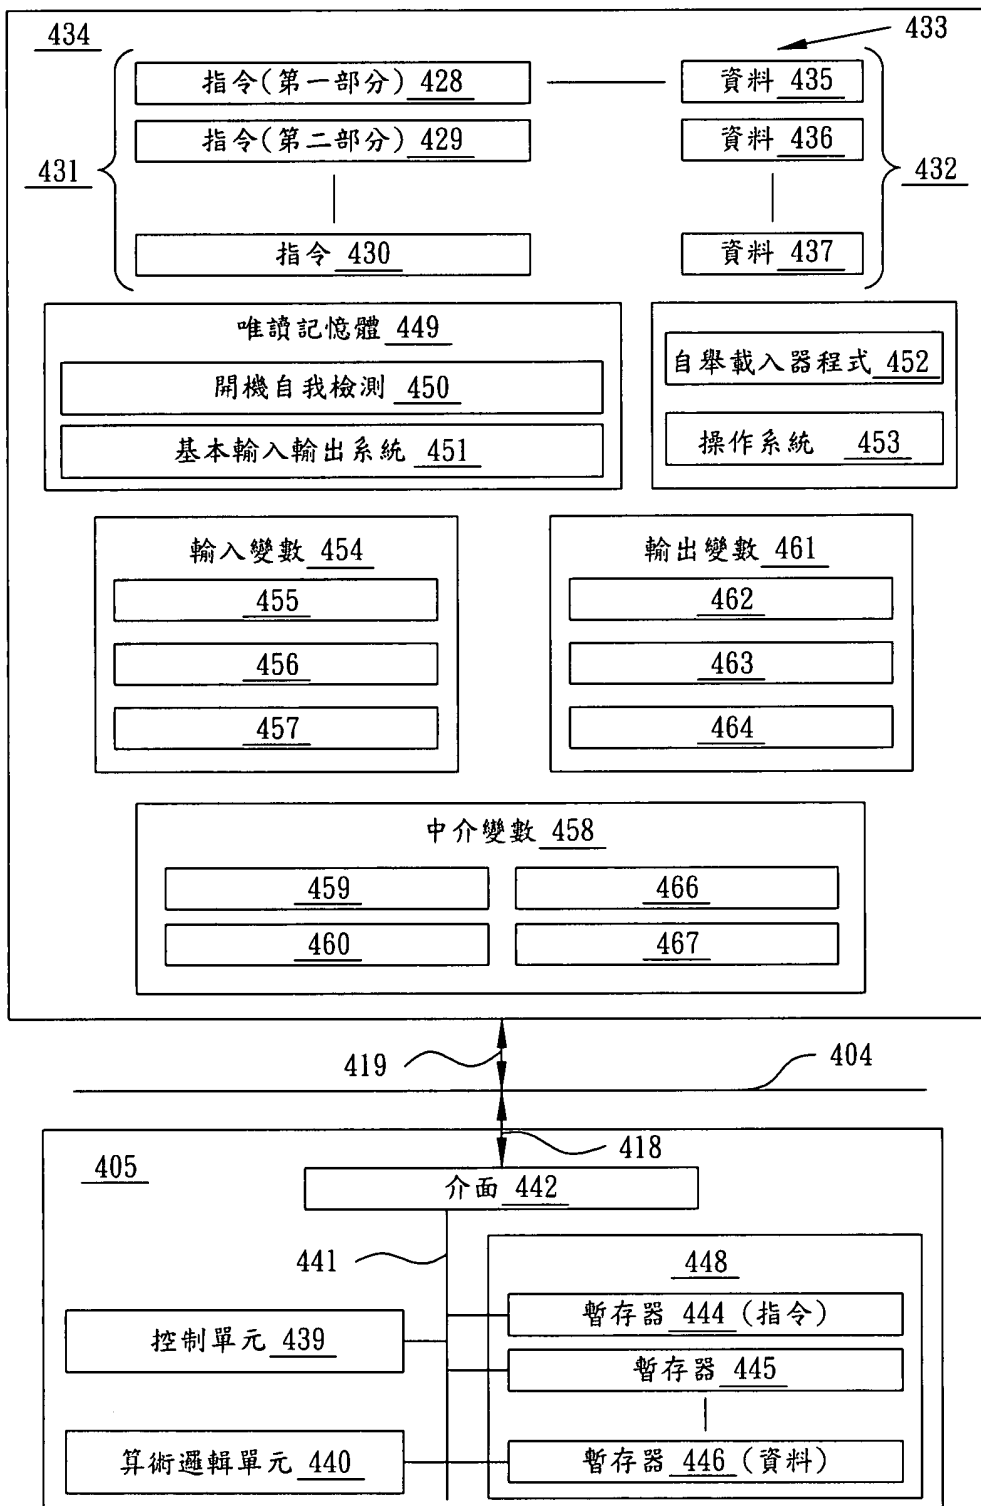 434
433
指令(第一部分) 428
資料 435
指令(第二部分) 429
資料 436
431
432
指令 430
資料 437
唯讀記憶體 449
開機自我檢測 450
基本輸入輸出系統 451
自舉載入器程式 452
操作系統 453
輸入變數 454
455
456
457
輸出變數 461
462
463
464
中介變數 458
459
466
460
467
419
404
418
405
介面 442
441
448
暫存器 444 (指令)
控制單元 439
暫存器 445
算術邏輯單元 440
暫存器 446 (資料)